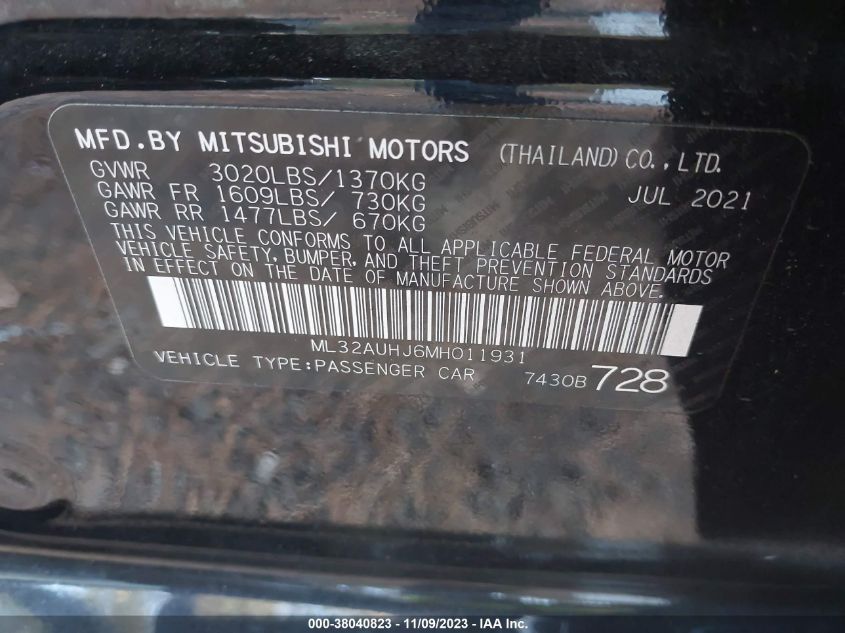 MFD.BY MITSUBISHI MOTORS (THAILAND) CO., LTD.
GVWR 3020LBS/1370KG JUL 2021
GAWR FR 1609LBS/ 730KG
GAWR RR 1477LBS/ 670KG
THIS VEHICLE CONFORMS TO ALL APPLICABLE FEDERAL MOTOR
VEHICLE SAFETY, BUMPER, AND THEFT PREVENTION STANDARDS
IN EFFECT ON THE DATE OF MANUFACTURE SHOWN ABOVE.
ML32AUHJ6MH011931
VEHICLE TYPE:PASSENGER CAR 7430B 728
000-38040823 - 11/09/2023 - IAA Inc.